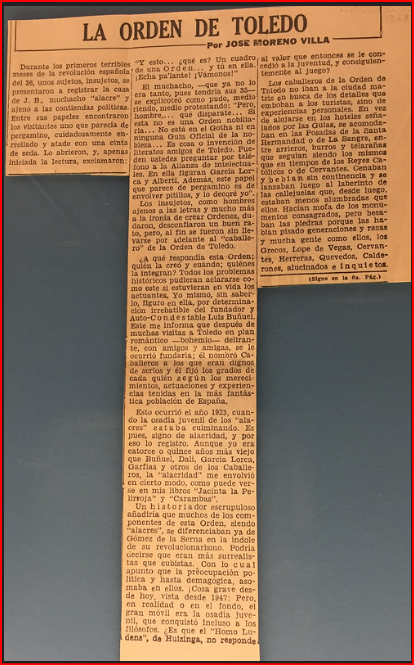 LA ORDEN DE TOLEDO
Por JOSE MORENO VILLA
Durante los primeros terribles
meses de la revolución española
del 36, unos sujetos, insujetos, se
presentaron a registrar la casa
de J. B., muchacho "alacre" y
ajeno a las contiendas políticas.
Entre sus papeles encontraron
los visitantes uno que parecía de
pergamino, cuidadosamente en-
rrollado y atado con una cinta
de seda. Lo abrieron, y, apenas
iniciada la lectura, exclamaron:
"Y esto... ¿qué es? Un cuadro
de una Orden... y tú en ella.
¡Echa pa'lante! ¡Vámonos!"
El muchacho, —que ya no lo
era tanto, pues tendría sus 35—
se explicoteó como pudo, son-
riendo, medio protestando: "Pero,
hombre,... qué disparate... Si
esta no es una Orden nobilia-
ria... No está en el Gotha ni en
ninguna Guía Oficial de la no-
bleza... Es cosa o invención de
literatos amigos de Toledo. Pue-
den ustedes preguntar por telé-
fono a la Alianza de Intelectua-
les. En ella figuran García Lor-
ca y Alberti. Además, este papel
que parece de pergamino es de
envolver pitillos, y lo decoré yo".
Los insujetos, como hombres
ajenos a las letras y mucho más
a la ironía de crear Ordenes, du-
daron, desconfiaron un buen ra-
to, pero, al fin se fueron sin lle-
varse por delante al "caballe-
ro" de la Orden de Toledo.
¿A qué respondía esta Orden;
quién la creó y cuando; quiénes
la integran? Todos los problemas
históricos pudieran aclararse co-
mo este si estuvieran en vida los
actuantes. Yo mismo, sin saber-
lo, figuro en ella, por determina-
ción irrebutible del fundador y
Auto-Condestable Luis Buñuel.
Este me informa que después de
muchas visitas a Toledo en plan
romántico —bohemio— deliran-
te, con amigos y amigas, se le
ocurrió fundarla; él nombró Ca-
balleros a los que eran dignos
de serlos y él fijó los grados de
cada quién según los mereci-
mientos, actuaciones y experien-
cias tenidas en la más fantás-
tica población de España.
Esto ocurrió el año 1923, cuan-
do la osadía juvenil de los "ala-
cres" estaba culminando. Es
pues, signo de alacridad, y por
eso lo registro. Aunque yo era
catorce o quince años más viejo
que Buñuel, Dalí, García Lorca,
Garfias y otros de los Caballe-
ros, la "alacridad" me envolvió
en cierto modo, como puede ver-
se en mis libros "Jacinta la Pe-
lirroja" y "Carambas".
Un historiador escrupuloso
añadiría que muchos de los com-
ponentes de esta Orden, siendo
"alacres", se diferenciaban ya de
Gómez de la Serna en la índole
de su revolucionarismo. Podría
decirse que eran más surrealis-
tas que cubistas. Con lo cual
apunto que la preocupación po-
lítica y hasta demagógica, aso-
maba en ellos. ¡Cosa grave des-
de hoy, vista desde 1947! Pero,
en realidad o en el fondo, el
gran móvil era la osadía juve-
nil, que conquistó incluso a los
filósofos. ¿Es que el "Homo Lu-
dens", de Huizinga, no responde
al valor que entonces se le con-
cedió a la juventud, y consiguien-
temente al juego?
Los caballeros de la Orden de
Toledo no iban a la ciudad ma-
triz en busca de los detalles que
emboban a los turistas, sino de
experiencias personales. En vez
de alojarse en los hoteles seña-
lados por las Guías, se acomoda-
ban en las Posadas de la Santa
Hermandad o de La Sangre, en-
tre arrieros, burros y telarañas
que seguían siendo los mismos
que en tiempos de los Reyes Ca-
tólicos o de Cervantes. Cenaban
y bebían sin continencia y se
lanzaban luego al laberinto de
las callejuelas que, desde luego,
estaban menos alumbradas que
ellos. Hacían mofa de los monu-
mentos consagrados, pero besa-
ban las piedras porque las ha-
bían pisado generaciones y razas
y mucha gente como ellos, los
Grecos, Lope de Vegas, Cervan-
tes, Herreras, Quevedos, Calde-
rones, alucinados e inquietos.
(Sigue en la 8a. Pág.)